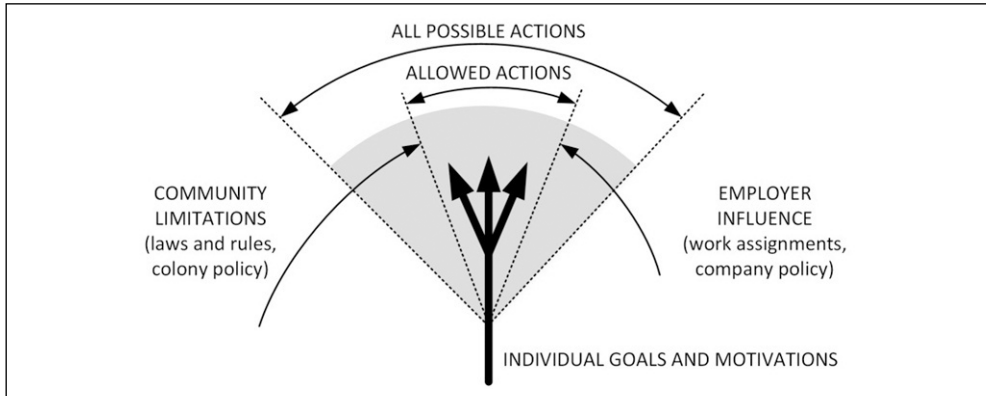 ALL POSSIBLE ACTIONS
ALLOWED ACTIONS
COMMUNITY
LIMITATIONS
(laws and rules,
colony policy)
EMPLOYER
INFLUENCE
(work assignments,
company policy)
INDIVIDUAL GOALS AND MOTIVATIONS